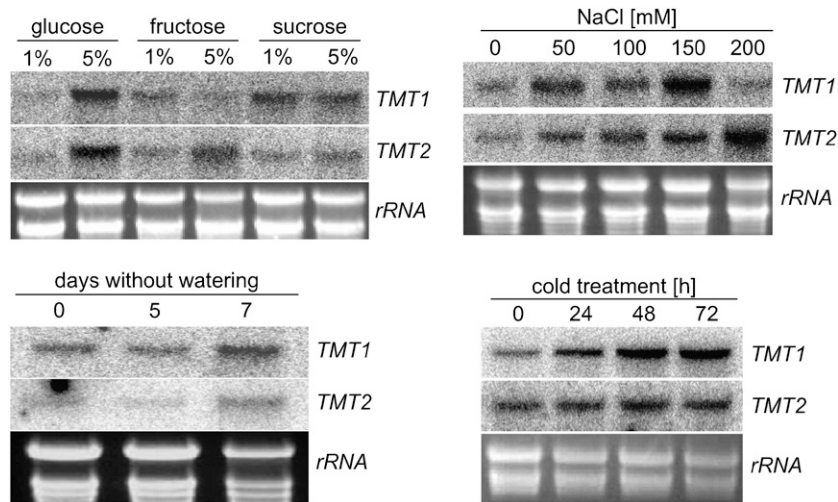 glucose fructose sucrose
1% 5% 1% 5% 1% 5%
TMT1
TMT2
rRNA
NaCl [mM]
0 50 100 150 200
TMT1
TMT2
rRNA
days without watering
0 5 7
TMT1
TMT2
rRNA
cold treatment [h]
0 24 48 72
TMT1
TMT2
rRNA